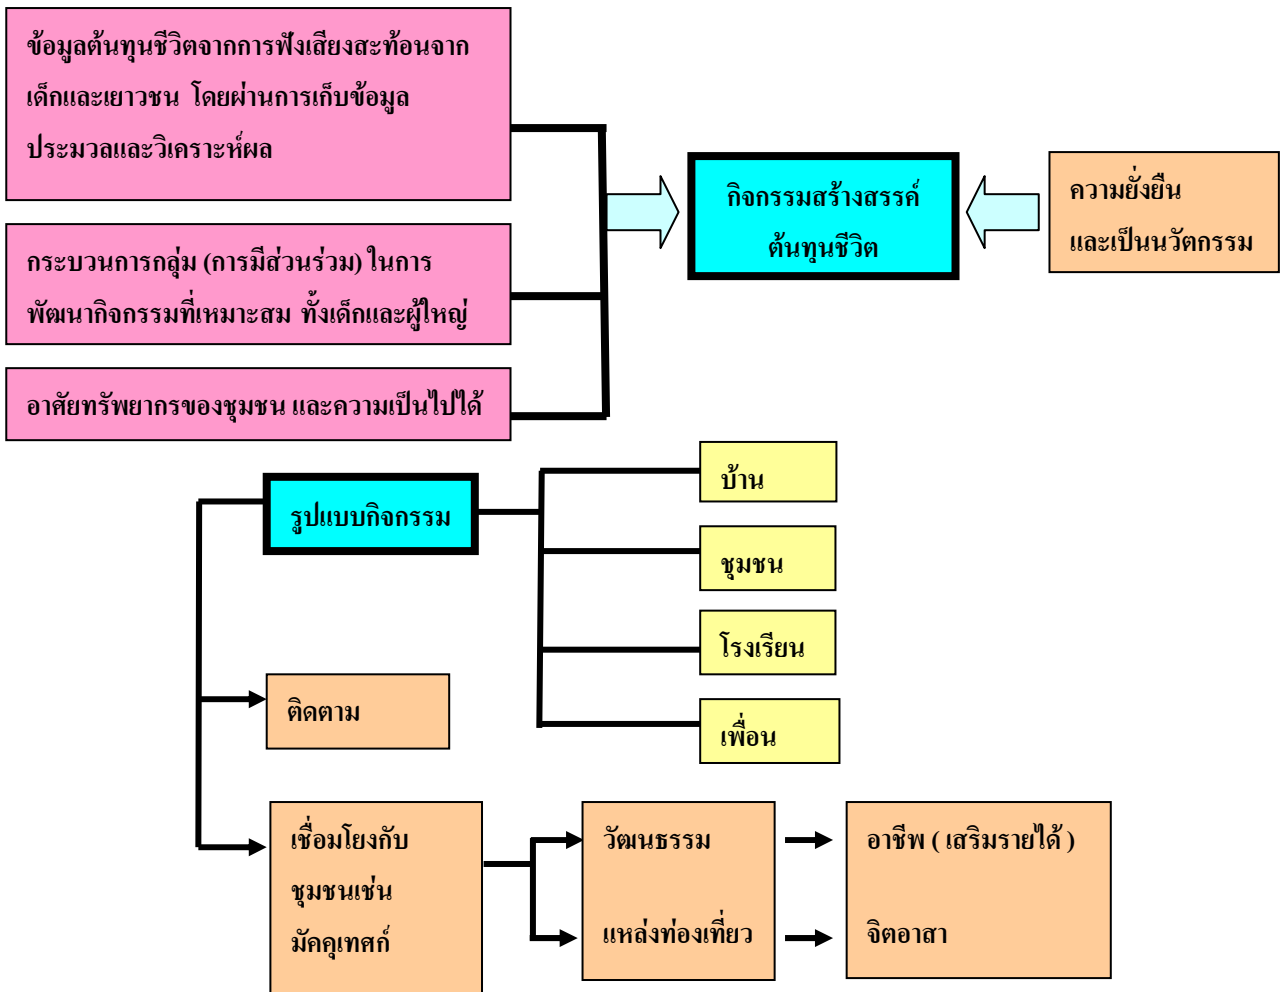 ข้อมูลต้นทุนชีวิตจากการฟังเสียงสะท้อนจาก
เด็กและเยาวชน โดยผ่านการเก็บข้อมูล
ประมวลและวิเคราะห์ผล
กิจกรรมสร้างสรรค์
ต้นทุนชีวิต
ความยั่งยืน
และเป็นนวัตกรรม
กระบวนการกลุ่ม (การมีส่วนร่วม) ในการ
พัฒนากิจกรรมที่เหมาะสม ทั้งเด็กและผู้ใหญ่
อาศัยทรัพยากรของชุมชน และความเป็นไปได้
รูปแบบกิจกรรม
บ้าน
ชุมชน
โรงเรียน
เพื่อน
ติดตาม
เชื่อมโยงกับ
ชุมชนเช่น
มัคคุเทศก์
วัฒนธรรม
แหล่งท่องเที่ยว
อาชีพ ( เสริมรายได้ )
จิตอาสา